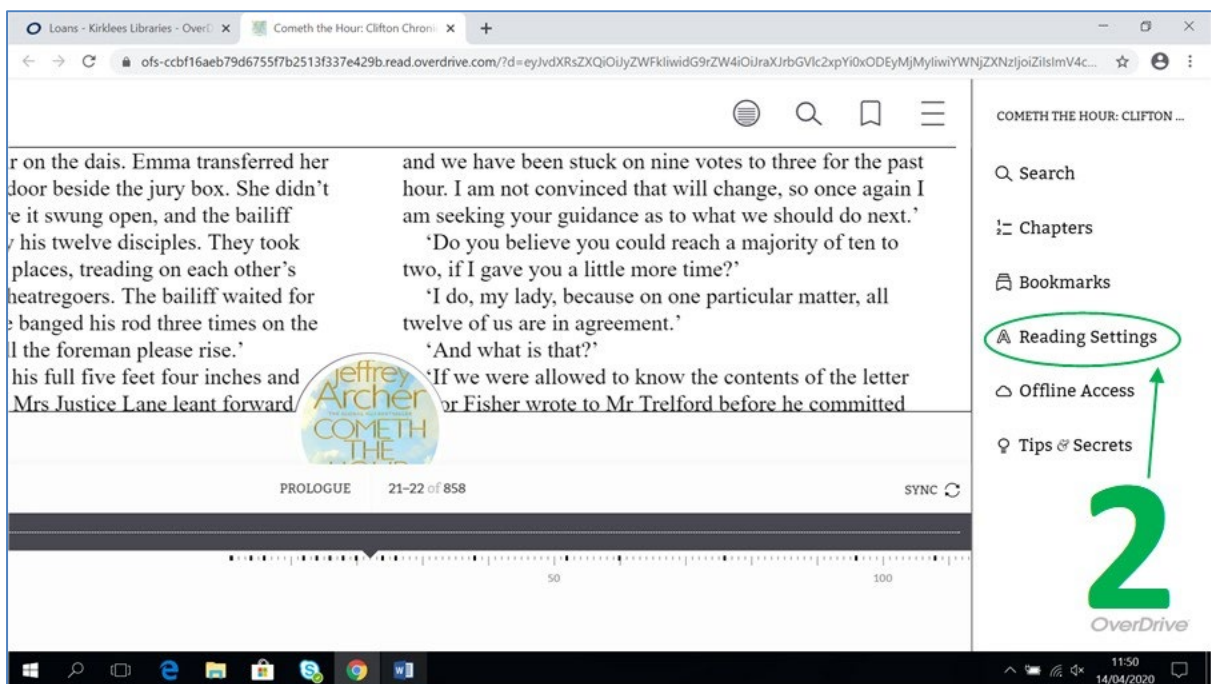 Loans - Kirklees Libraries - OverD
Cometh the Hour: Clifton Chroni
ofs-ccbf16aeb79d6755f7b2513f337e429b.read.overdrive.com/?d=eyJvdXRsZXQiOiJyZWFkIiwidG9rZW4iOiJraXJrbGVlc2xpYi0xODEyMjMyIiwiYWNjZXNzIjoiZiIsImV4c...
r on the dais. Emma transferred her
door beside the jury box. She didn't
re it swung open, and the bailiff
y his twelve disciples. They took
places, treading on each other's
heatregoers. The bailiff waited for
e banged his rod three times on the
ll the foreman please rise.'
his full five feet four inches and
Mrs Justice Lane leant forward
and we have been stuck on nine votes to three for the past
hour. I am not convinced that will change, so once again I
am seeking your guidance as to what we should do next.'
'Do you believe you could reach a majority of ten to
two, if I gave you a little more time?'
'I do, my lady, because on one particular matter, all
twelve of us are in agreement.'
'And what is that?'
'If we were allowed to know the contents of the letter
or Fisher wrote to Mr Trelford before he committed
Jeffrey
Archer
COMETH
THE
HOUR
PROLOGUE 21–22 of 858
SYNC
50 100
COMETH THE HOUR: CLIFTON ...
Search
Chapters
Bookmarks
Reading Settings
Offline Access
Tips & Secrets
2
OverDrive
11:50
14/04/2020